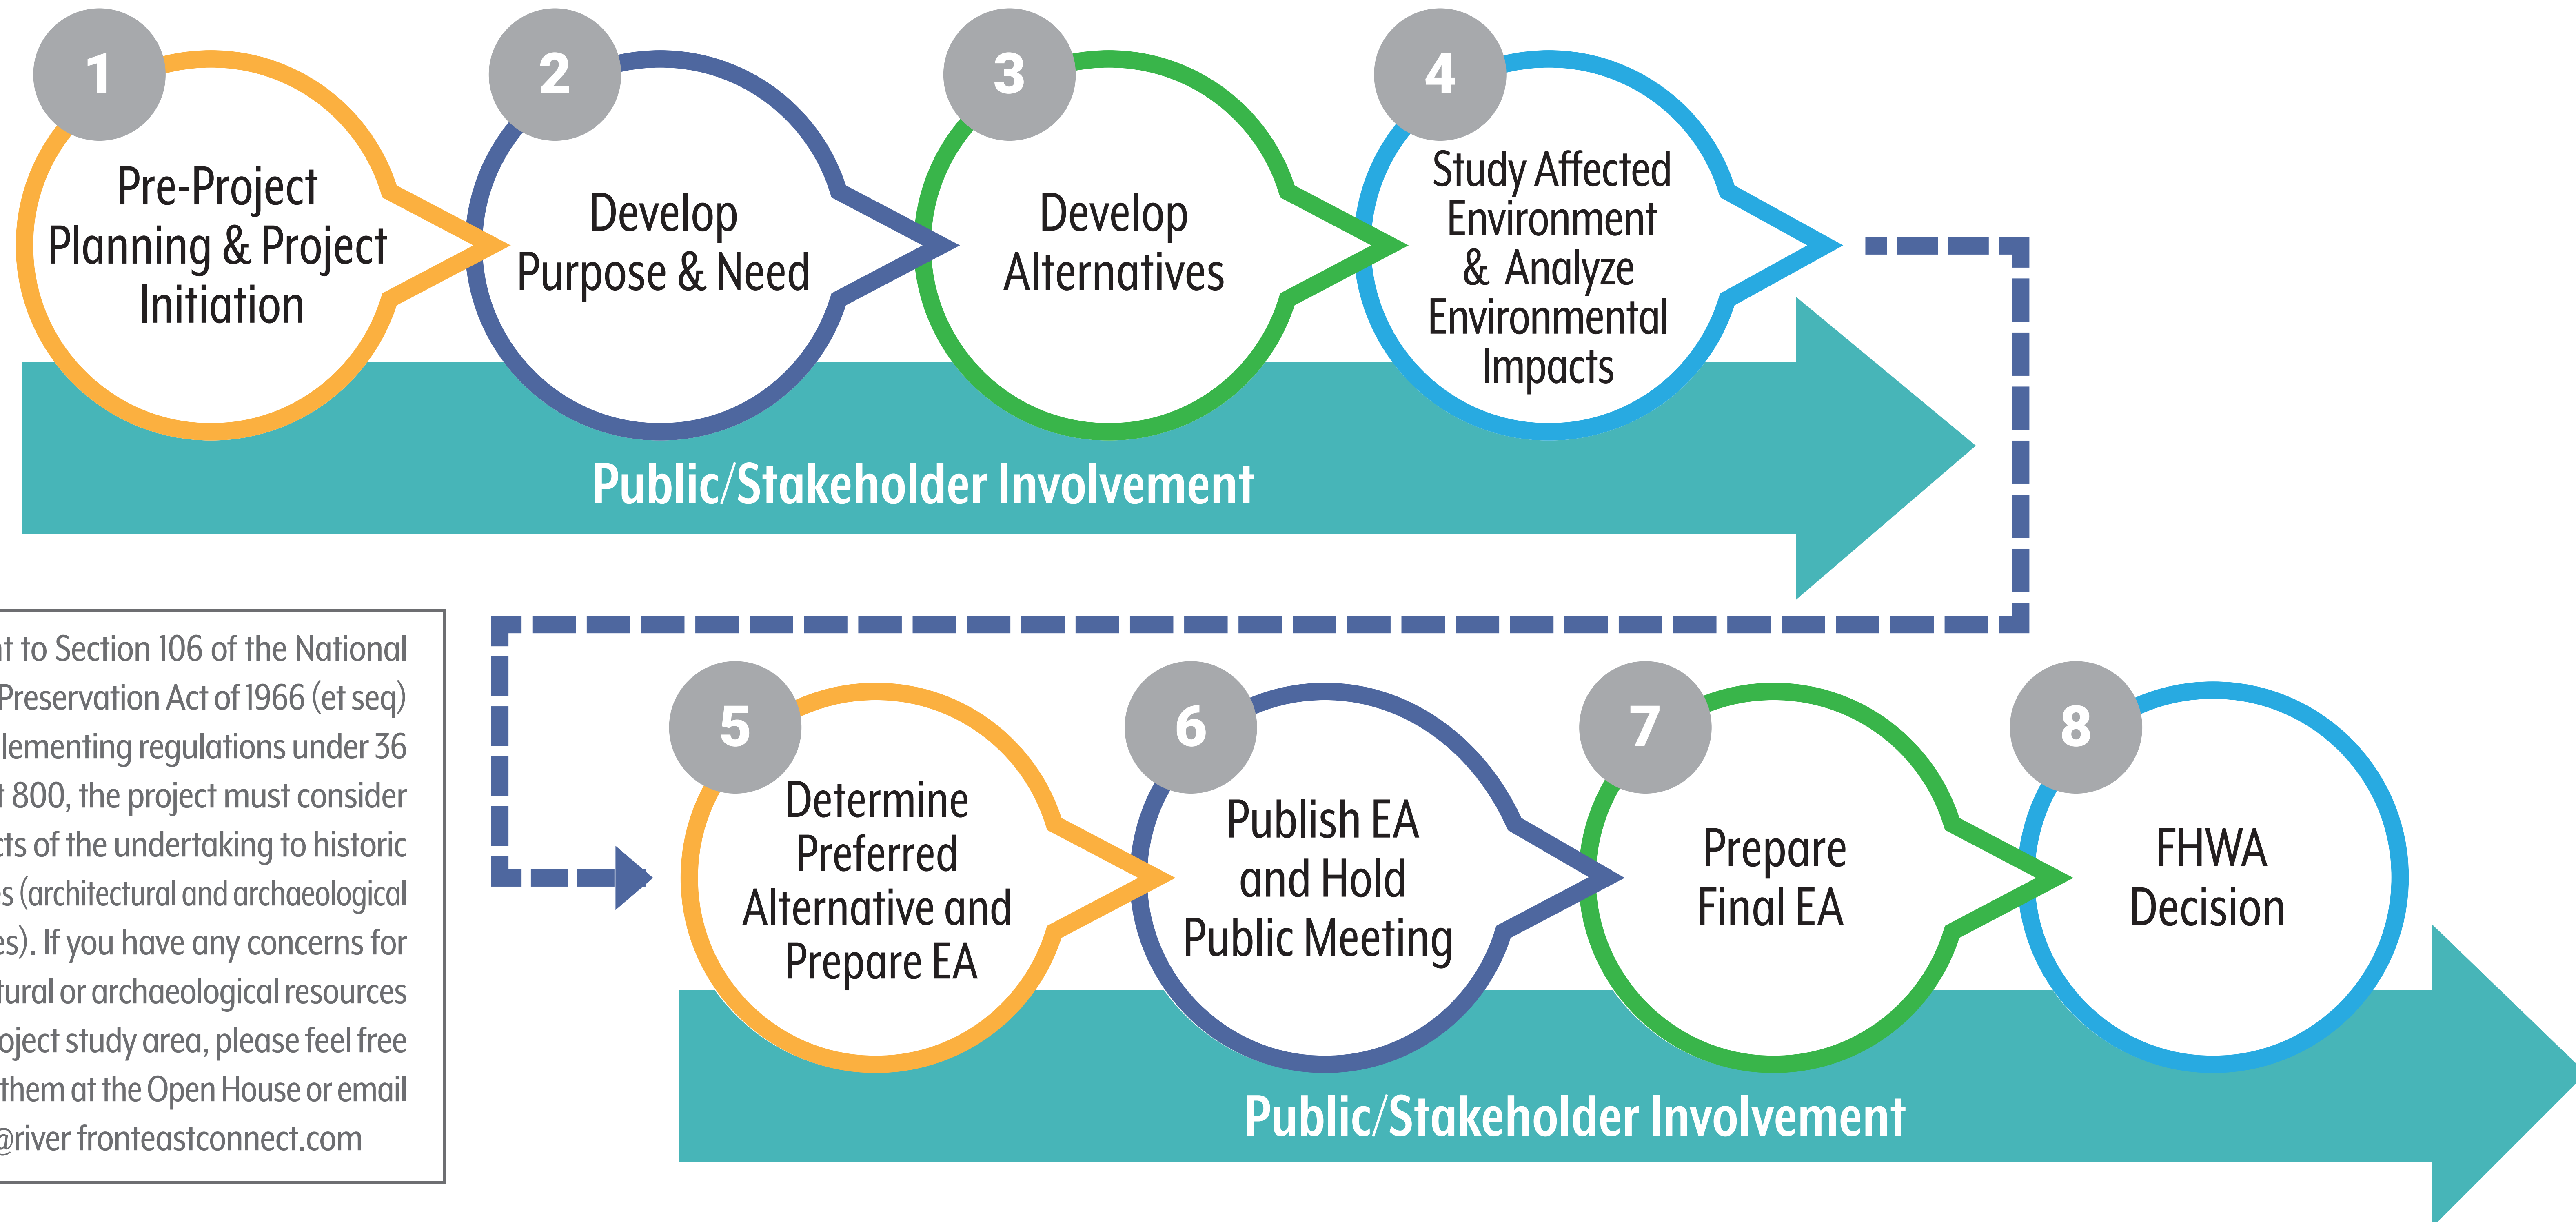 1
Pre-Project
Planning & Project
Initiation
2
Develop
Purpose & Need
3
Develop
Alternatives
4
Study Affected
Environment
& Analyze
Environmental
Impacts
Public/Stakeholder Involvement
to Section 106 of the National
Preservation Act of 1966 (et seq)
regulations under 36
800, the project must consider
of the undertaking to historic
(architectural and archaeological
If you have any concerns for
or archaeological resources
study area, please feel free
them at the Open House or email
@river fronteastconnect.com
5
Determine
Preferred
Alternative and
Prepare EA
6
Publish EA
and Hold
Public Meeting
7
Prepare
Final EA
8
FHWA
Decision
Public/Stakeholder Involvement